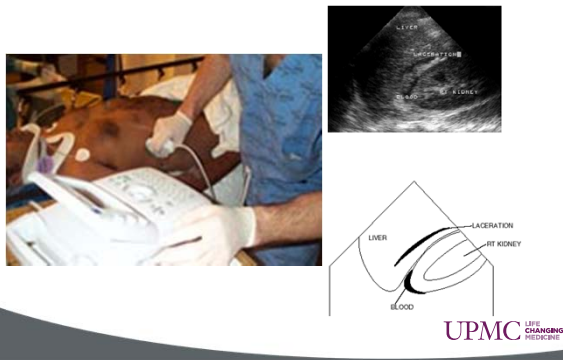 LIVER
LACERATION
BLOOD
RT KIDNEY
LIVER
LACERATION
RT KIDNEY
BLOOD
UPMC LIFE
CHANGING
MEDICINE